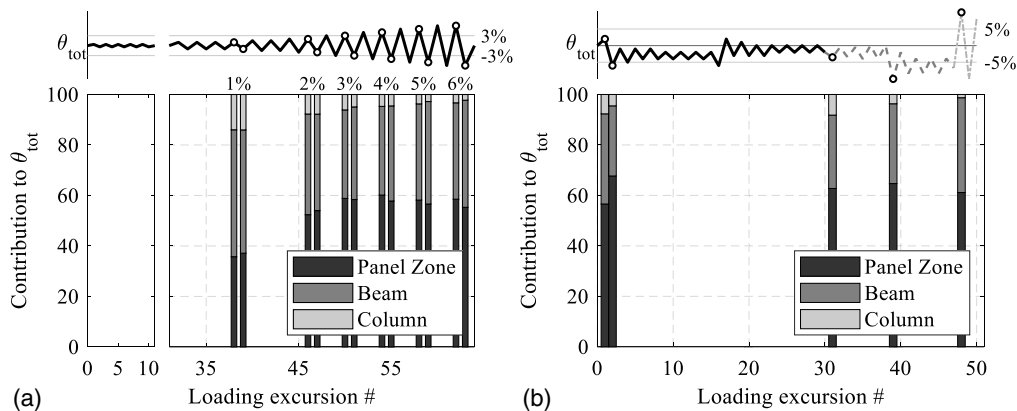 θtot
3%
-3%
1% 2% 3% 4% 5% 6%
Contribution to θtot
100
80
60
40
20
0
Panel Zone
Beam
Column
0 5 10 35 45 55
Loading excursion #
(a)
θtot
5%
-5%
Contribution to θtot
100
80
60
40
20
0
Panel Zone
Beam
Column
0 10 20 30 40 50
Loading excursion #
(b)